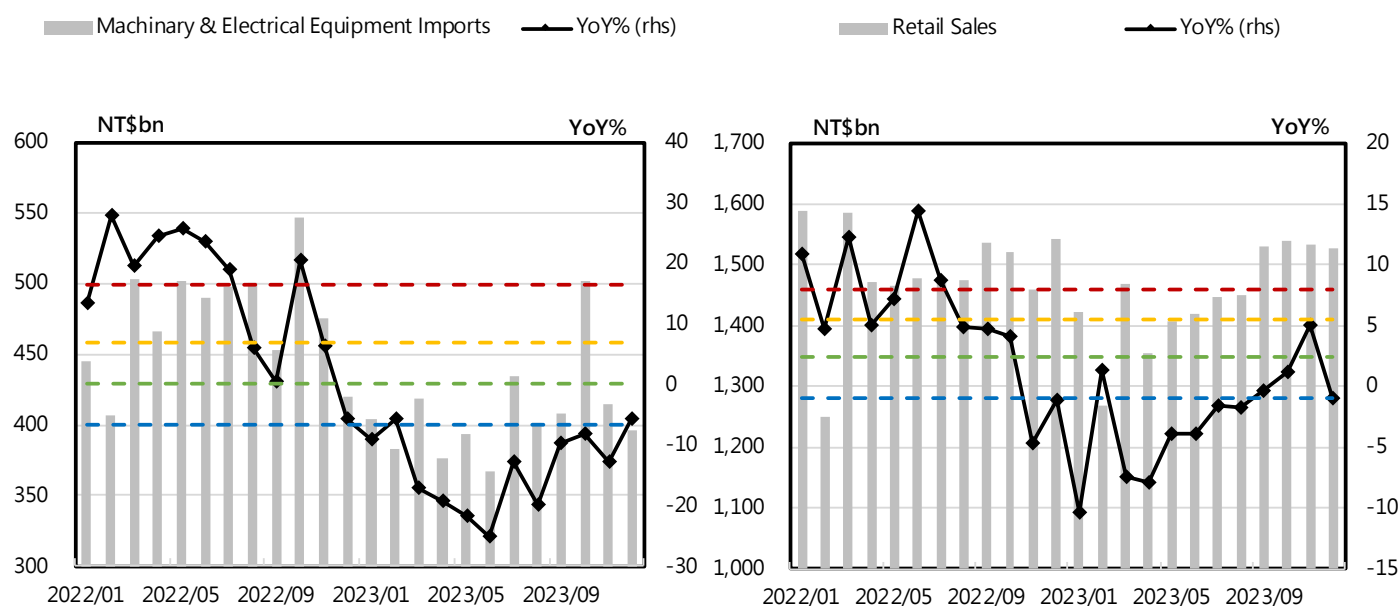 Machinary & Electrical Equipment Imports YoY% (rhs)
Retail Sales YoY% (rhs)
NT$bn YoY%
600 40
550 30
500 20
450 10
400 0
350 -10
300 -20
-30
2022/01 2022/05 2022/09 2023/01 2023/05 2023/09
NT$bn YoY%
1,700 20
1,600 15
1,500 10
1,400 5
1,300 0
1,200 -5
1,100 -10
1,000 -15
2022/01 2022/05 2022/09 2023/01 2023/05 2023/09